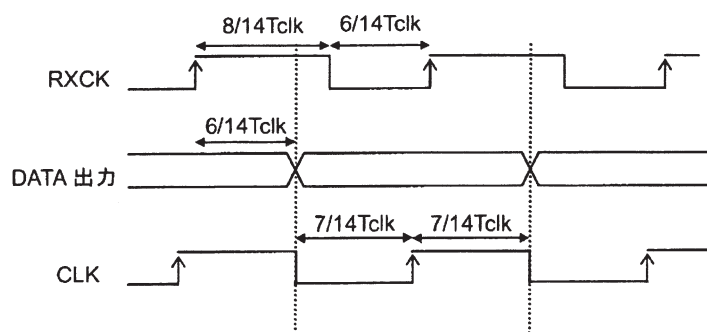 8/14Tclk 6/14Tclk
RXCK
6/14Tclk
DATA 出力
7/14Tclk 7/14Tclk
CLK